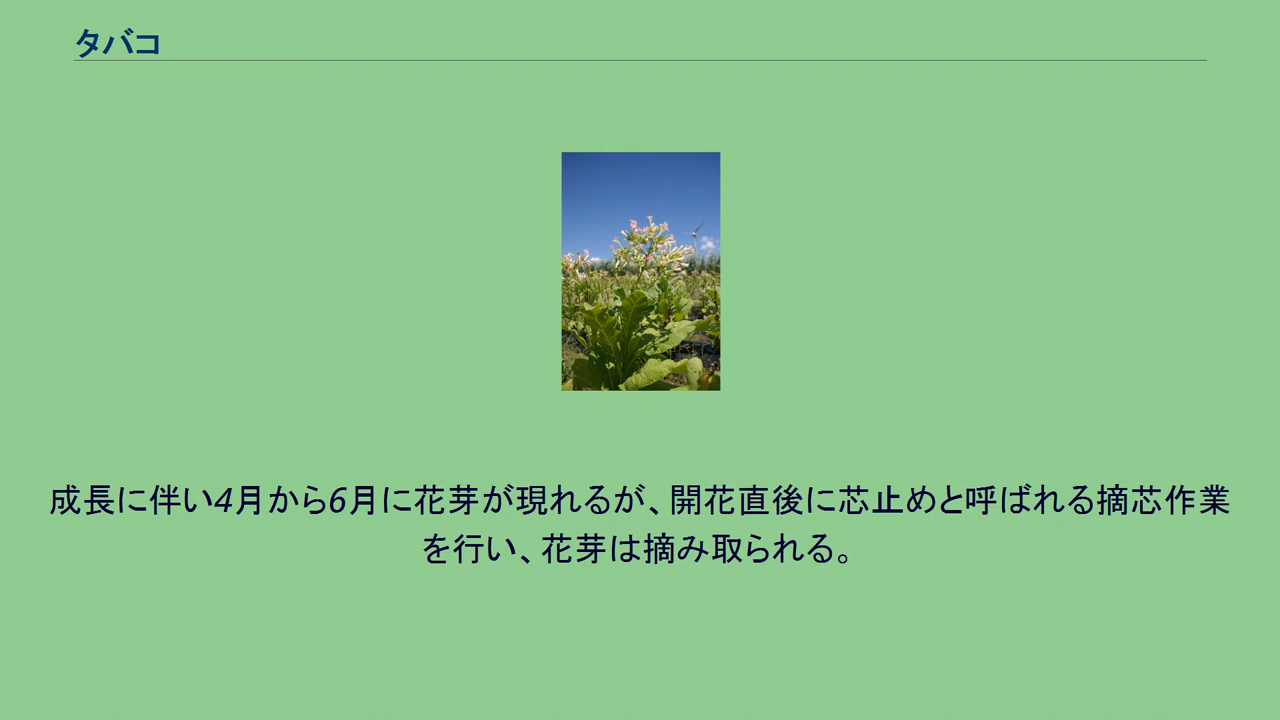 タバコ
成長に伴い4月から6月に花芽が現れるが、開花直後に芯止めと呼ばれる摘芯作業
を行い、花芽は摘み取られる。